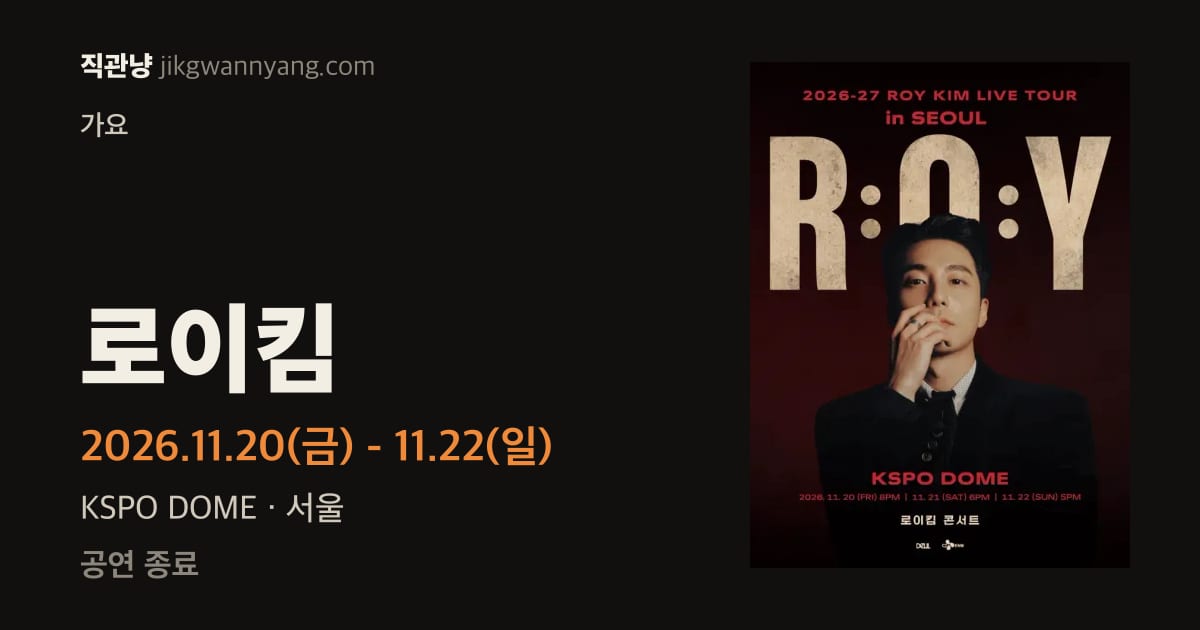 직관냥 jikgwannyang.com
가요
로이킴
2026.11.20(금) - 11.22(일)
KSPO DOME · 서울
공연 종료
2026-27 ROY KIM LIVE TOUR
in SEOUL
R:O:Y
KSPO DOME
2026. 11. 20 (FRI) 8PM | 11. 21 (SAT) 6PM | 11. 22 (SUN) 5PM
로이킴 콘서트